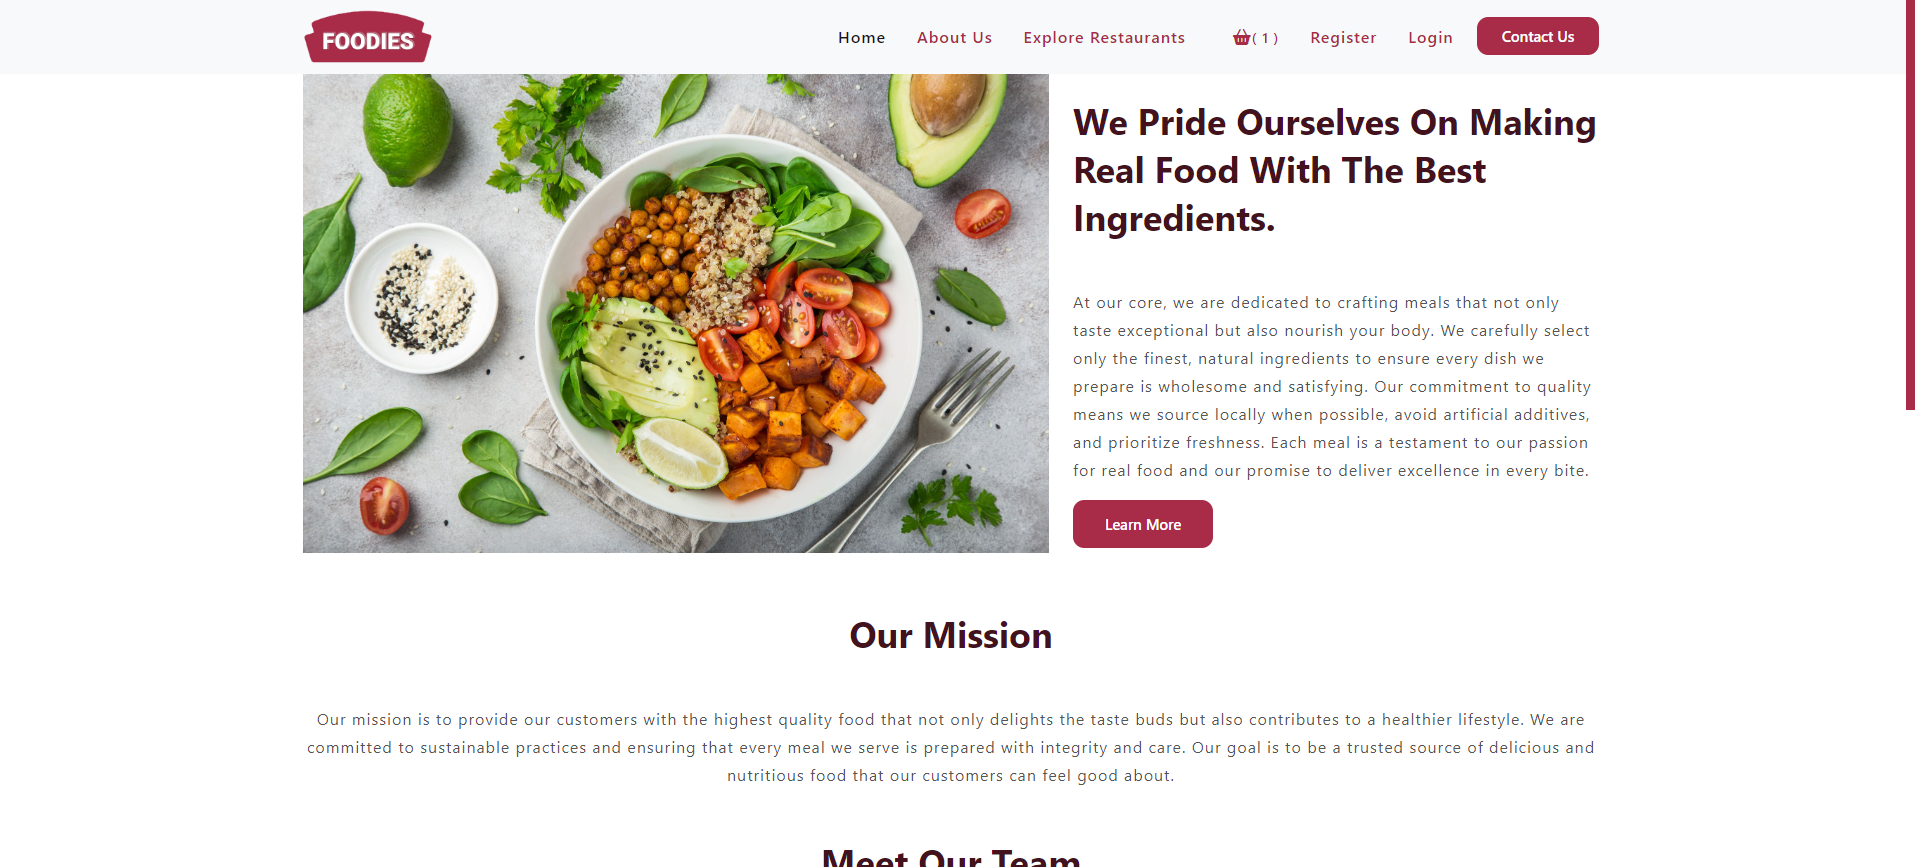 FOODIES
Home About Us Explore Restaurants ( 1 ) Register Login Contact Us
We Pride Ourselves On Making
Real Food With The Best
Ingredients.
At our core, we are dedicated to crafting meals that not only
taste exceptional but also nourish your body. We carefully select
only the finest, natural ingredients to ensure every dish we
prepare is wholesome and satisfying. Our commitment to quality
means we source locally when possible, avoid artificial additives,
and prioritize freshness. Each meal is a testament to our passion
for real food and our promise to deliver excellence in every bite.
Learn More
Our Mission
Our mission is to provide our customers with the highest quality food that not only delights the taste buds but also contributes to a healthier lifestyle. We are
committed to sustainable practices and ensuring that every meal we serve is prepared with integrity and care. Our goal is to be a trusted source of delicious and
nutritious food that our customers can feel good about.
Meet Our Team